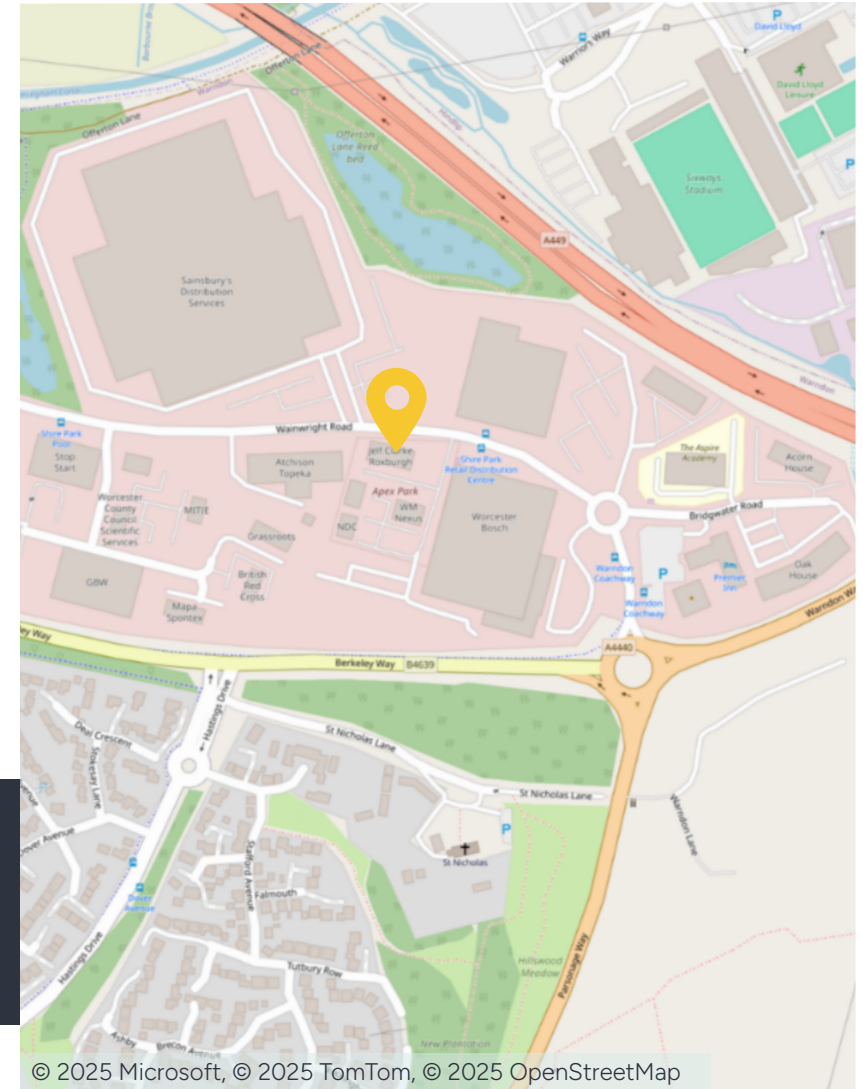 David Lloyd
Warriors Way
Offerton Lane
Warndon
David Lloyd
Leisure
Hindlip
Offerton Lane
Offerton
Lane Reed
bed
P
Sixways
Stadium
A449
Sainsbury's
Distribution
Services
Warndon
Wainwright Road
Shire Park
Pool
Stop
Start
Jeff Clarke
Roxburgh
Shire Park
Retail Distribution
Centre
The Aspire
Academy
Acorn
House
Atchison
Topeka
Apex Park
Worcester
County
Council
Scientific
Services
MITIE
WM
Nexus
NDC
Worcester
Bosch
Bridgwater Road
Grassroots
Oak
House
GBW
British
Red
Cross
Warndon
Coachway
P
Premier
Inn
Warndon
Coachway
Mapa
Spontex
Warndon Wa
ey Way
A4440
Berkeley Way
B4639
Hastings Drive
Deal Crescent
St Nicholas Lane
Stokesay Lane
St Nicholas Lane
Warndon Lane
Dover Avenue
P
St Nicholas
Stafford Avenue
Dover
Avenue
Falmouth
Hastings Drive
Tutbury Row
Hillswood
Meadow
Parsonage Way
Ashby
Brecon Avenue
New Plantation
© 2025 Microsoft, © 2025 TomTom, © 2025 OpenStreetMap